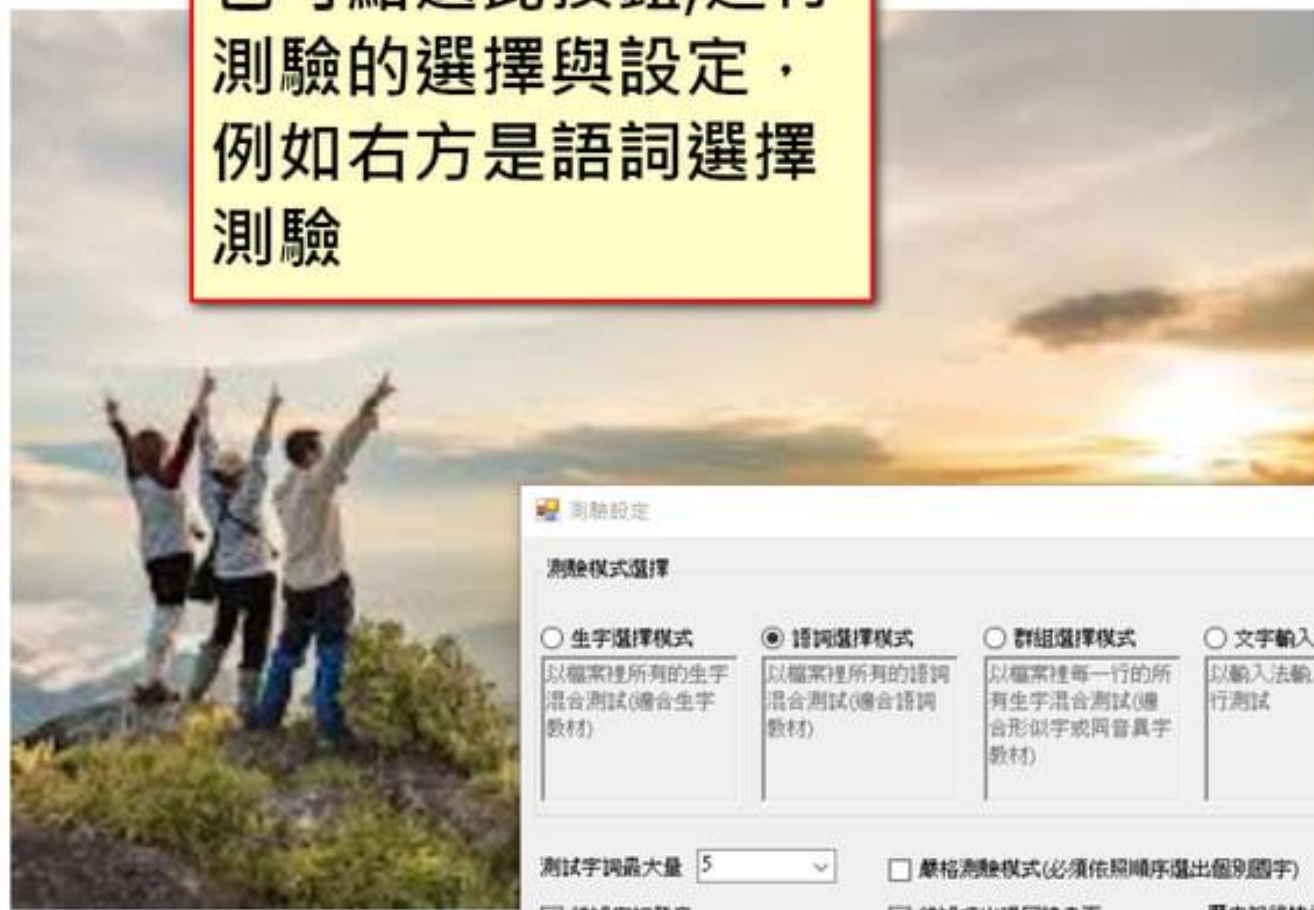 測驗的選擇與設定，
例如右方是語詞選擇
測驗
測驗設定
測驗模式選擇
生字選擇模式
語詞選擇模式
群組選擇模式
文字輸入
以檔案裡所有的生字
混合測試(適合生字
教材)
以檔案裡所有的語詞
混合測試(適合語詞
教材)
以檔案裡每一行的所
有生字混合測試(適
合形似字或同音異字
教材)
以輸入法輸
行測試
測試字詞最大量 5
嚴格測驗模式(必須依照順序選出個別國字)